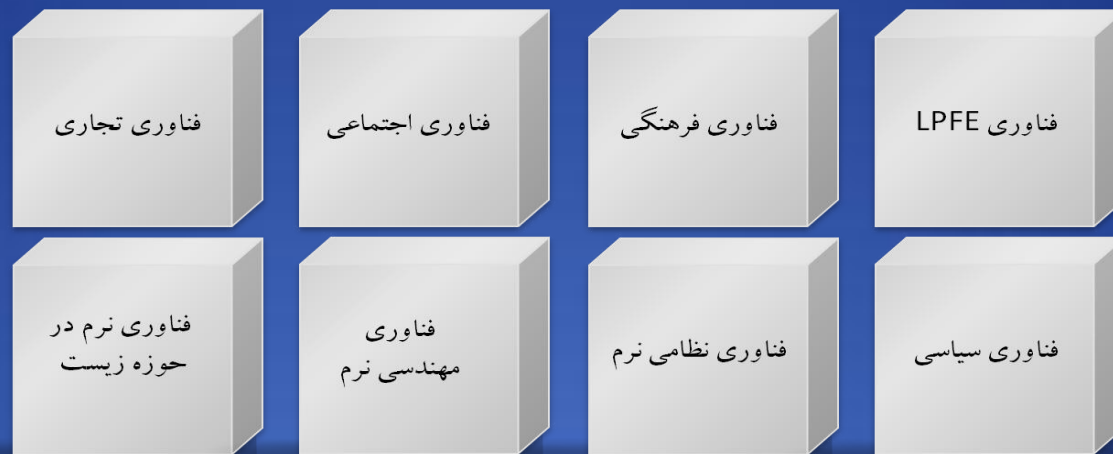 فناوری LPFE
فناوری فرهنگی
فناوری اجتماعی
فناوری تجاری
فناوری سیاسی
فناوری نظامی نرم
فناوری
مهندسی نرم
فناوری نرم در
حوزه زیست